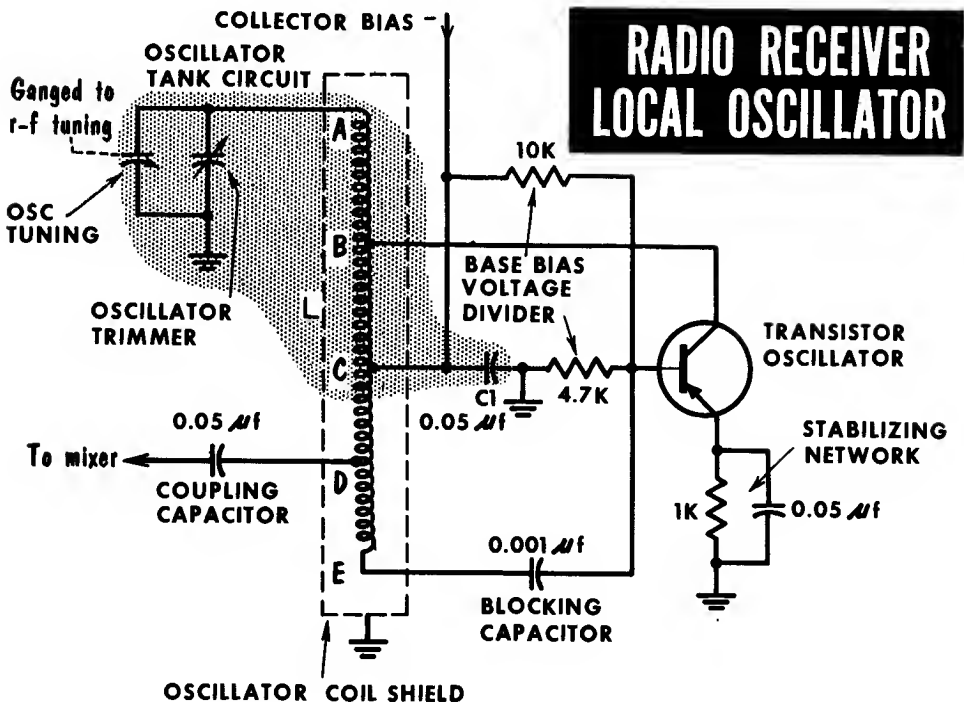 COLLECTOR BIAS -
RADIO RECEIVER
LOCAL OSCILLATOR
OSCILLATOR
TANK CIRCUIT
Ganged to
r-f tuning
A
10K
OSC
TUNING
B
BASE BIAS
VOLTAGE
DIVIDER
OSCILLATOR
TRIMMER
L
TRANSISTOR
OSCILLATOR
C
C1
4.7K
0.05 µf
0.05 µf
STABILIZING
NETWORK
To mixer
D
COUPLING
CAPACITOR
1K
0.05 µf
0.001 µf
E
BLOCKING
CAPACITOR
OSCILLATOR COIL SHIELD